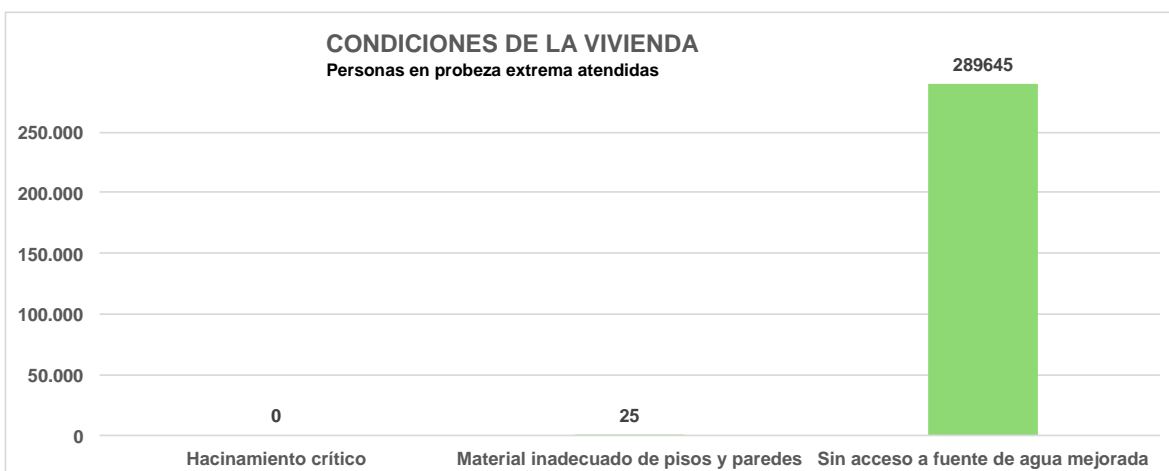 CONDICIONES DE LA VIVIENDA
Personas en probeza extrema atendidas
289645
250.000
200.000
150.000
100.000
50.000
0
0
25
Hacinamiento crítico
Material inadecuado de pisos y paredes
Sin acceso a fuente de agua mejorada